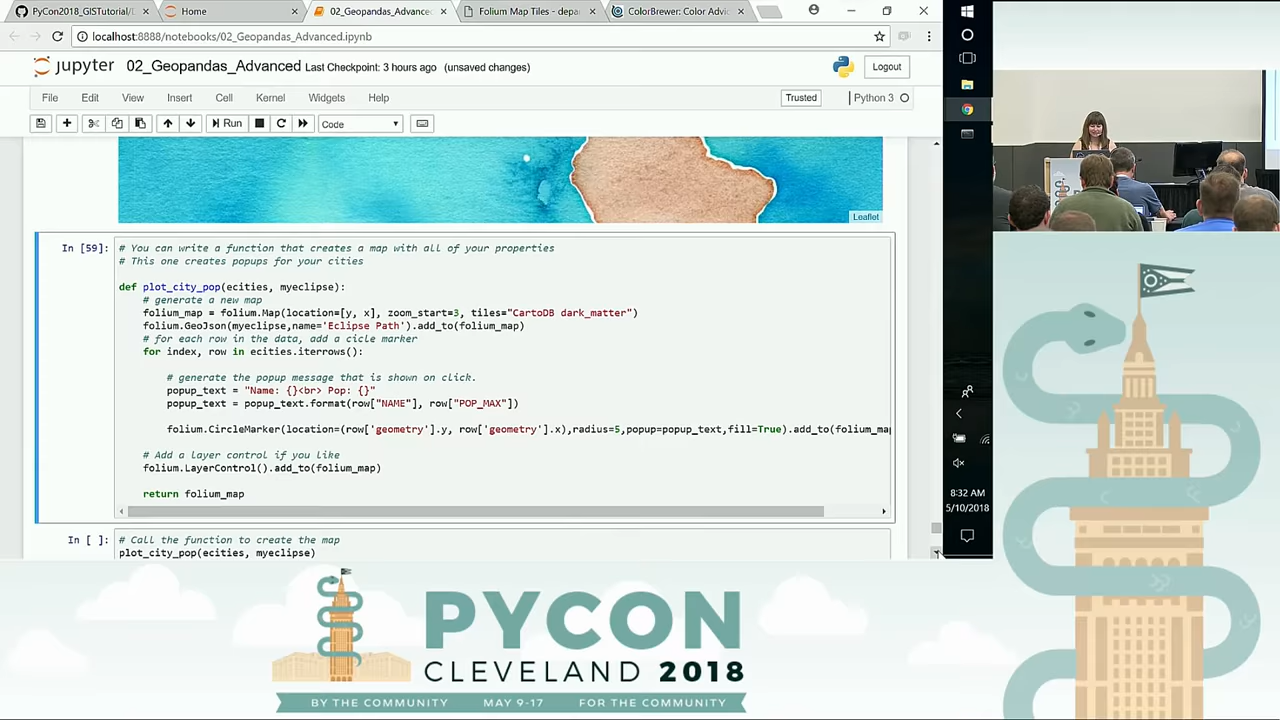 PyCon2018_GISTutorial/D
Home
02_Geopandas_Advanced
Folium Map Tiles - depa
ColorBrewer: Color Advic
localhost:8888/notebooks/02_Geopandas_Advanced.ipynb
jupyter 02_Geopandas_Advanced Last Checkpoint: 3 hours ago (unsaved changes)
Logout
File Edit View Insert Cell Kernel Widgets Help
Trusted
Python 3
Run
Code
Leaflet
In [59]:
# You can write a function that creates a map with all of your properties
# This one creates popups for your cities
def plot_city_pop(ecities, myeclipse):
# generate a new map
folium_map = folium.Map(location=[y, x], zoom_start=3, tiles="CartoDB dark_matter")
folium.GeoJson(myeclipse,name='Eclipse Path').add_to(folium_map)
# for each row in the data, add a cicle marker
for index, row in ecities.iterrows():
# generate the popup message that is shown on click.
popup_text = "Name: {}<br> Pop: {}"
popup_text = popup_text.format(row["NAME"], row["POP_MAX"])
folium.CircleMarker(location=(row['geometry'].y, row['geometry'].x),radius=5,popup=popup_text,fill=True).add_to(folium_map
# Add a layer control if you like
folium.LayerControl().add_to(folium_map)
return folium_map
In [ ]:
# Call the function to create the map
plot_city_pop(ecities, myeclipse)
8:32 AM
5/10/2018
PYCON
CLEVELAND 2018
BY THE COMMUNITY MAY 9-17 FOR THE COMMUNITY